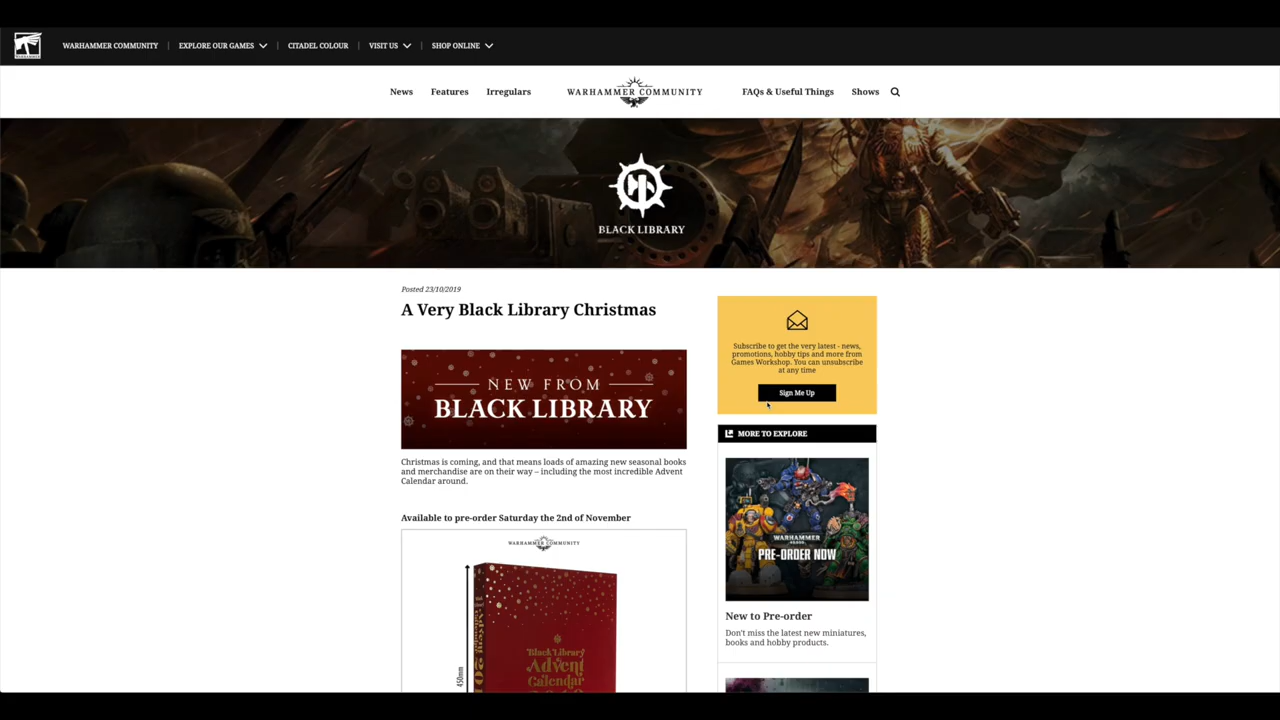 WARHAMMER COMMUNITY | EXPLORE OUR GAMES | CITADEL COLOUR | VISIT US | SHOP ONLINE
News Features Irregulars WARHAMMER COMMUNITY FAQs & Useful Things Shows
BLACK LIBRARY
Posted 23/10/2019
A Very Black Library Christmas
NEW FROM
BLACK LIBRARY
Christmas is coming, and that means loads of amazing new seasonal books
and merchandise are on their way – including the most incredible Advent
Calendar around.
Available to pre-order Saturday the 2nd of November
WARHAMMER COMMUNITY
Black Library
Advent
Calendar
450mm
Subscribe to get the very latest - news,
promotions, hobby tips and more from
Games Workshop. You can unsubscribe
at any time
Sign Me Up
MORE TO EXPLORE
WARHAMMER
PRE-ORDER NOW
New to Pre-order
Don't miss the latest new miniatures,
books and hobby products.